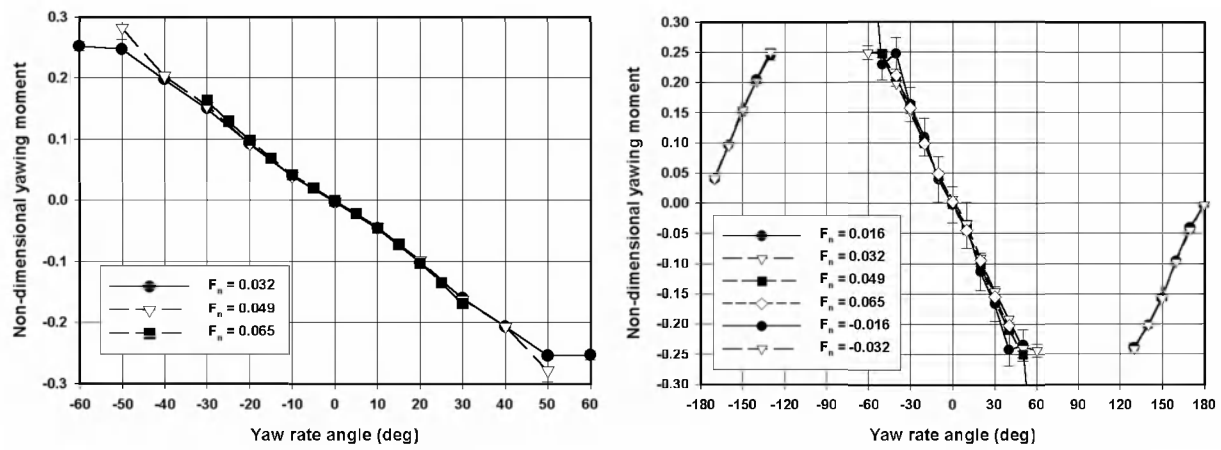 Non-dimensional yawing moment
0.3
0.2
0.1
0.0
-0.1
-0.2
-0.3
F_n = 0.032
F_n = 0.049
F_n = 0.065
-60 -50 -40 -30 -20 -10 0 10 20 30 40 50 60
Yaw rate angle (deg)
Non-dimensional yawing moment
0.30
0.25
0.20
0.15
0.10
0.05
0.00
-0.05
-0.10
-0.15
-0.20
-0.25
-0.30
F_n = 0.016
F_n = 0.032
F_n = 0.049
F_n = 0.065
F_n = -0.016
F_n = -0.032
-180 -150 -120 -90 -60 -30 0 30 60 90 120 150 180
Yaw rate angle (deg)